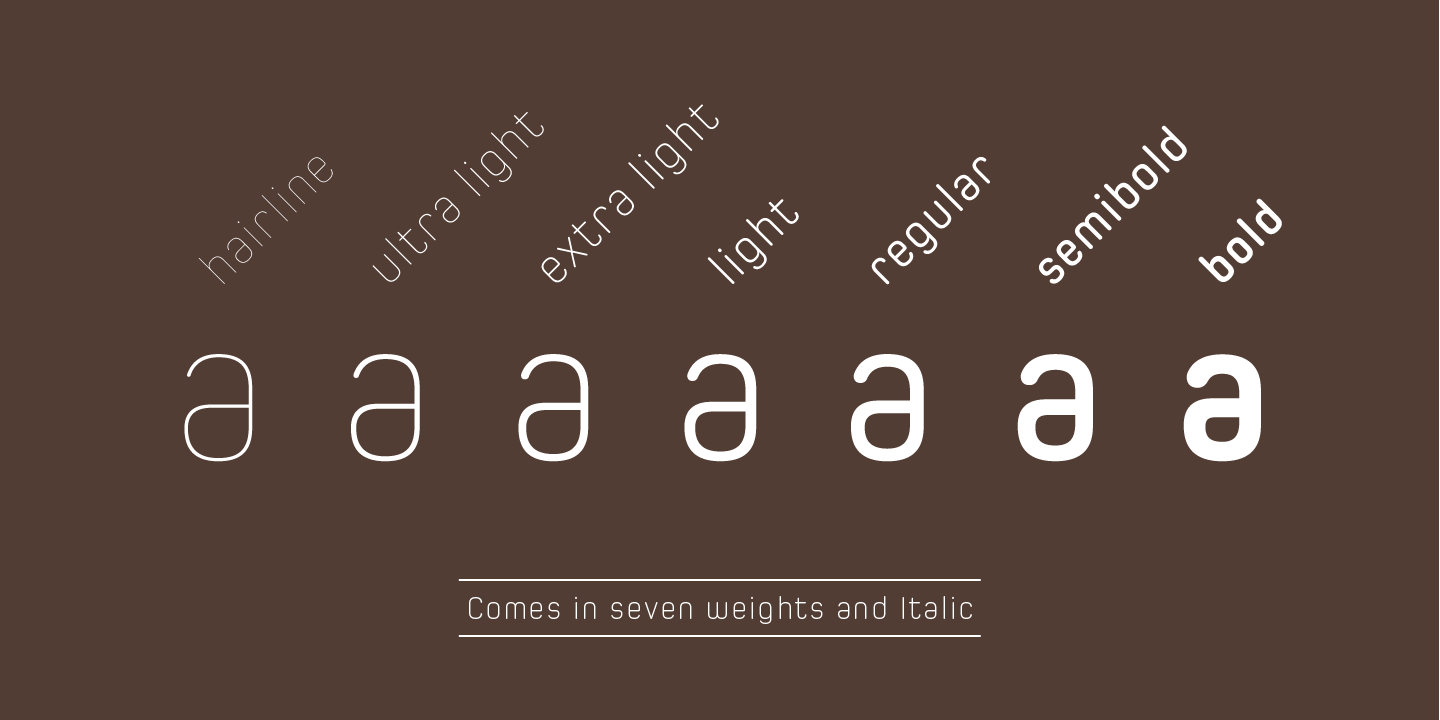 hairline
ultra light
extra light
light
regular
semibold
bold
a a a a a a a
Comes in seven weights and Italic